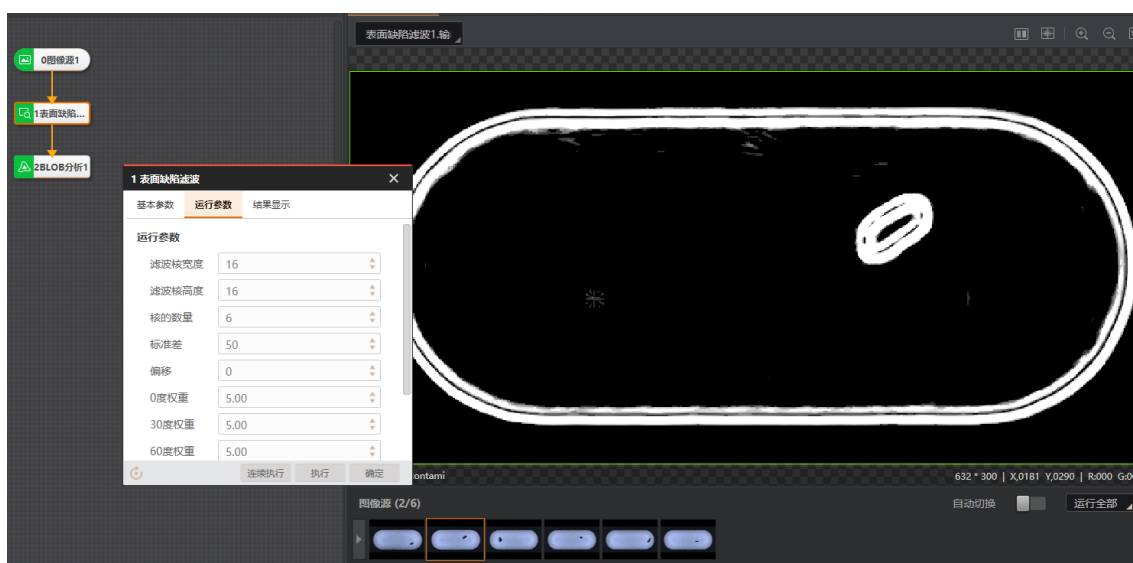 表面缺陷滤波1.输
0图像源1
1表面缺陷...
2BLOB分析1
1 表面缺陷滤波
基本参数 运行参数 结果显示
运行参数
滤波核宽度 16
滤波核高度 16
核的数量 6
标准差 50
偏移 0
0度权重 5.00
30度权重 5.00
60度权重 5.00
连续执行 执行 确定
contami
632 * 300 | X,0181 Y,0290 | R:000 G:0
图像源 (2/6)
自动切换 运行全部